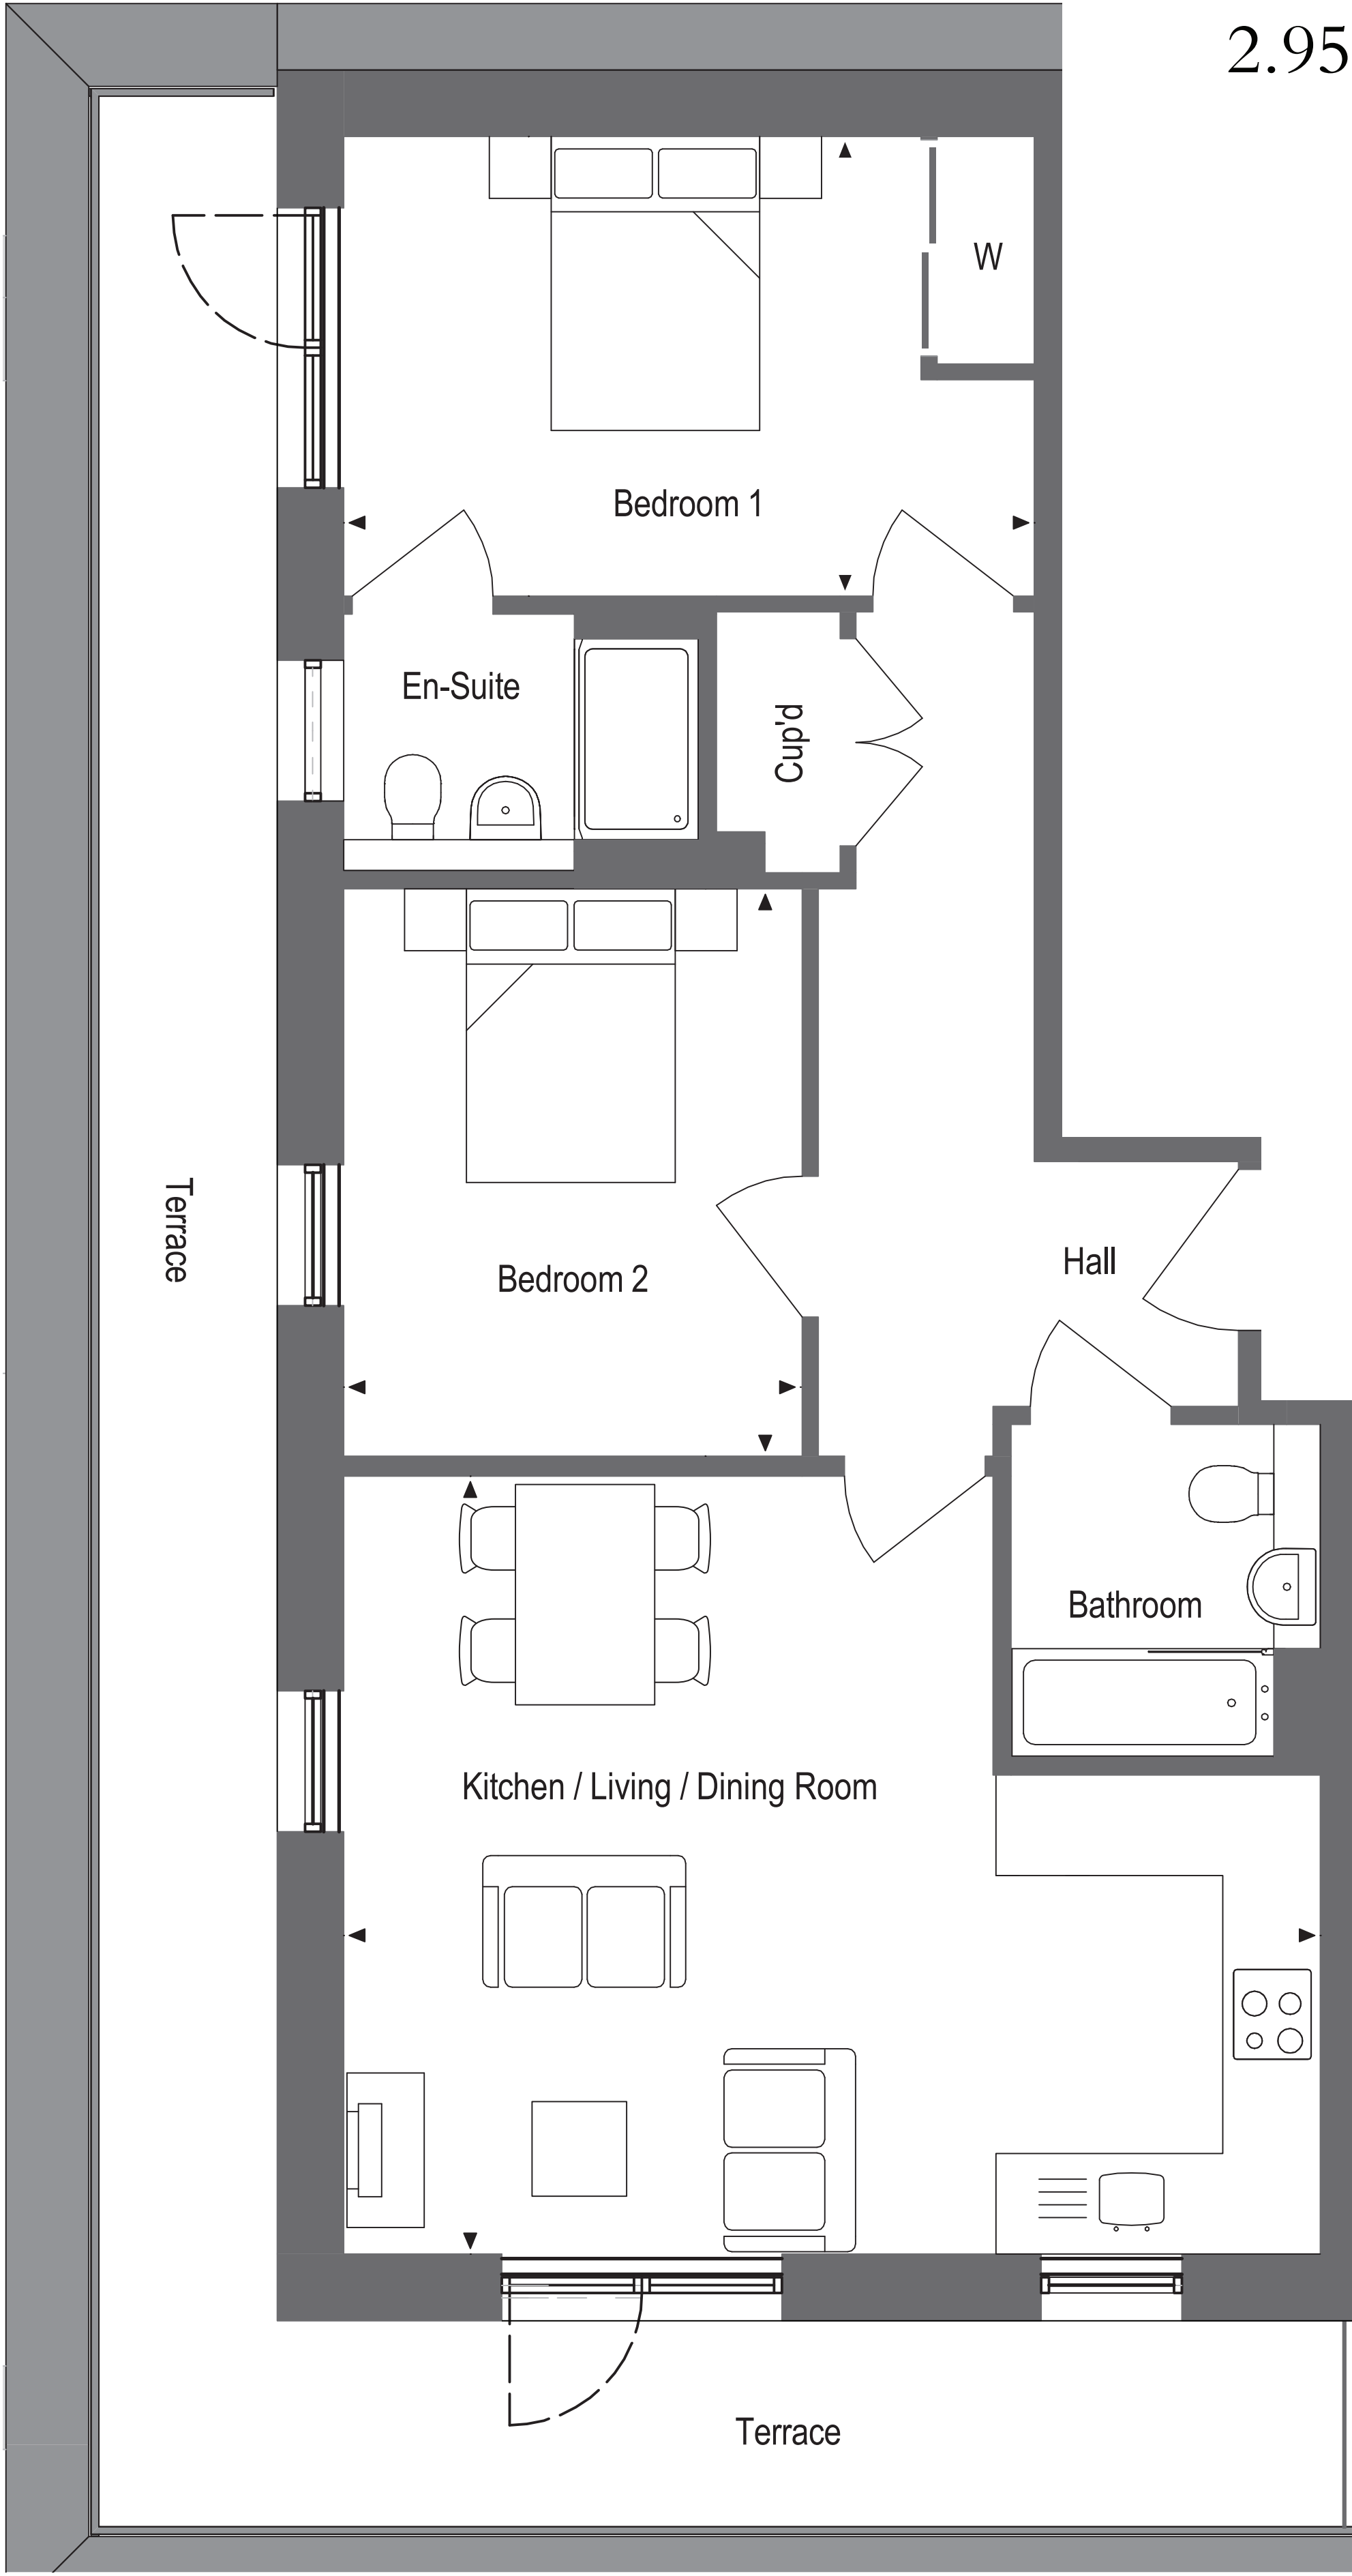 2.95
W
Bedroom 1
En-Suite
Cup'd
Terrace
Bedroom 2
Hall
Bathroom
Kitchen / Living / Dining Room
Terrace